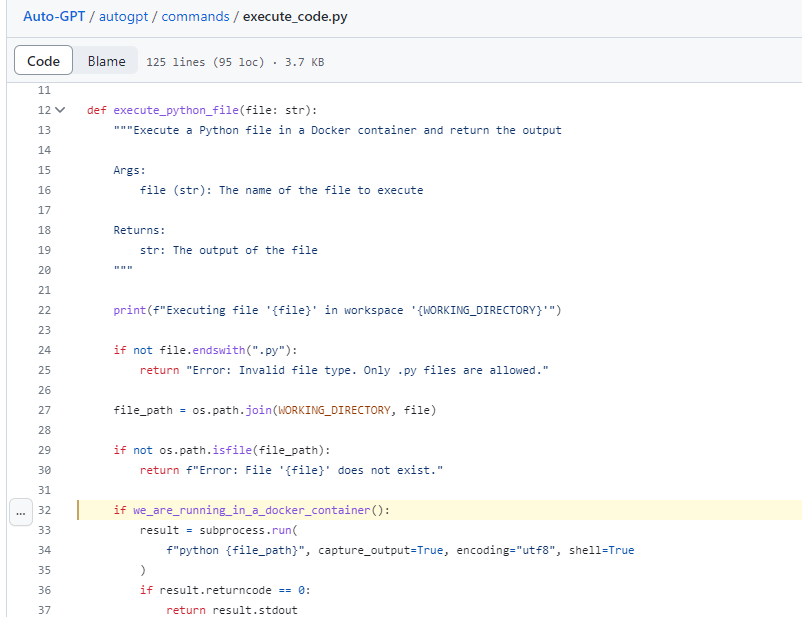 Auto-GPT / autogpt / commands / execute_code.py
Code Blame 125 lines (95 loc) · 3.7 KB
11
12 def execute_python_file(file: str):
13 """Execute a Python file in a Docker container and return the output
14
15 Args:
16 file (str): The name of the file to execute
17
18 Returns:
19 str: The output of the file
20 """
21
22 print(f"Executing file '{file}' in workspace '{WORKING_DIRECTORY}'")
23
24 if not file.endswith(".py"):
25 return "Error: Invalid file type. Only .py files are allowed."
26
27 file_path = os.path.join(WORKING_DIRECTORY, file)
28
29 if not os.path.isfile(file_path):
30 return f"Error: File '{file}' does not exist."
31
... 32 if we_are_running_in_a_docker_container():
33 result = subprocess.run(
34 f"python {file_path}", capture_output=True, encoding="utf8", shell=True
35 )
36 if result.returncode == 0:
37 return result.stdout